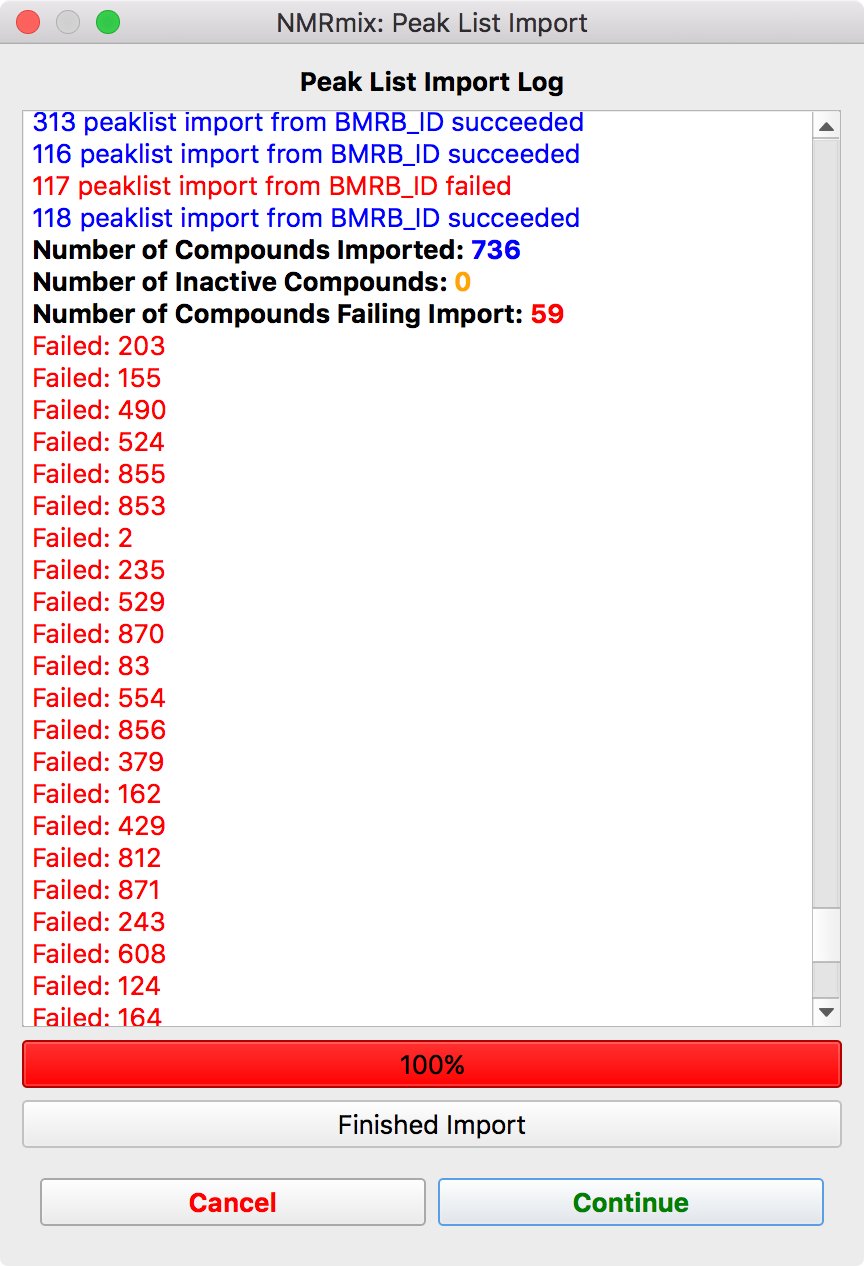 NMRmix: Peak List Import
Peak List Import Log
313 peaklist import from BMRB_ID succeeded
116 peaklist import from BMRB_ID succeeded
117 peaklist import from BMRB_ID failed
118 peaklist import from BMRB_ID succeeded
Number of Compounds Imported: 736
Number of Inactive Compounds: 0
Number of Compounds Failing Import: 59
Failed: 203
Failed: 155
Failed: 490
Failed: 524
Failed: 855
Failed: 853
Failed: 2
Failed: 235
Failed: 529
Failed: 870
Failed: 83
Failed: 554
Failed: 856
Failed: 379
Failed: 162
Failed: 429
Failed: 812
Failed: 871
Failed: 243
Failed: 608
Failed: 124
Failed: 164
100%
Finished Import
Cancel
Continue